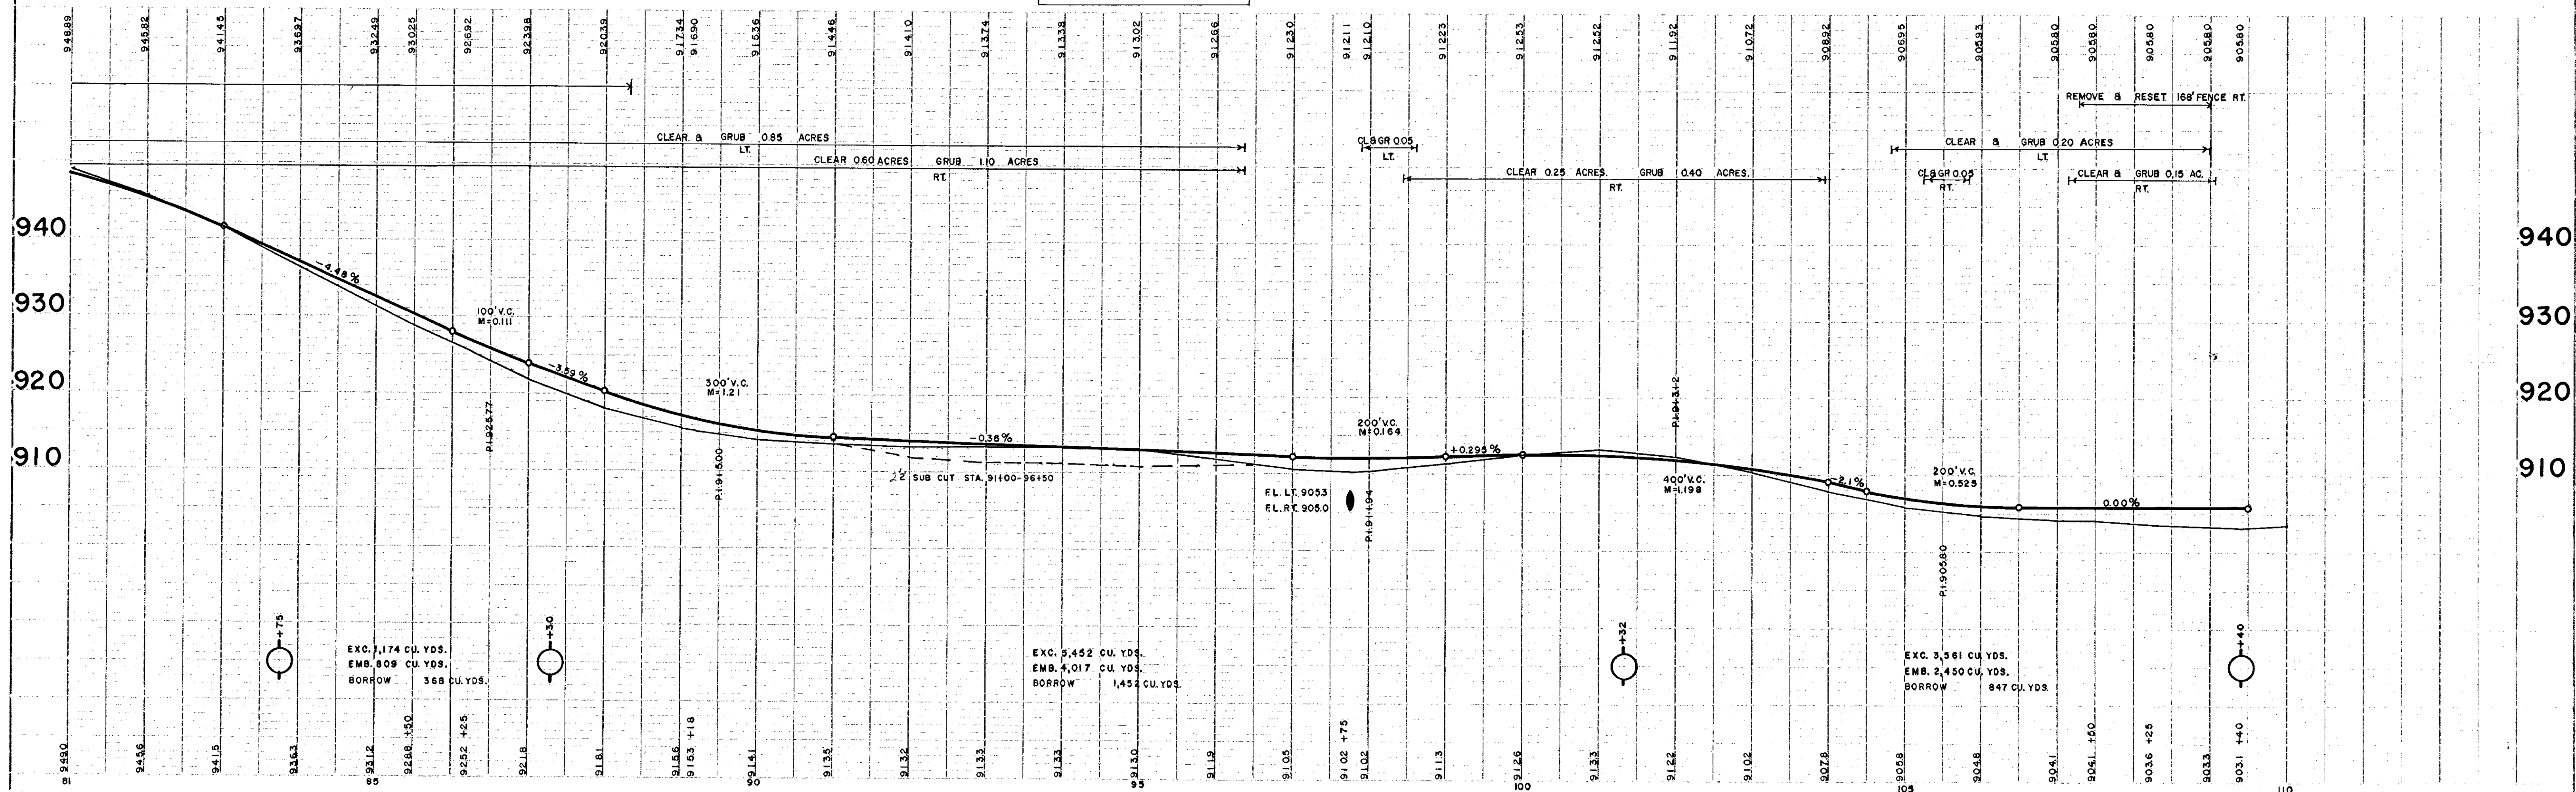 948.89
945.82
941.45
936.97
932.49
930.25
926.92
923.98
920.39
917.34
916.90
915.36
914.46
914.10
913.74
913.38
913.02
912.66
912.30
912.11
912.10
912.23
912.53
912.52
911.92
910.72
908.92
906.95
905.93
905.80
905.80
905.80
905.80
905.80
REMOVE & RESET 168' FENCE RT.
CLEAR & GRUB 0.85 ACRES
LT.
CL & GR 0.05
LT.
CLEAR & GRUB 0.20 ACRES
LT.
CLEAR 0.60 ACRES GRUB 1.10 ACRES
RT.
CLEAR 0.25 ACRES. GRUB 0.40 ACRES.
RT.
CL & GR 0.05
RT.
CLEAR & GRUB 0.15 AC.
RT.
940
940
930
930
920
920
910
910
-4.48%
100' V.C.
M=0.111
-3.59%
300' V.C.
M=1.21
P.I. 925.77
P.I. 915.00
-0.36%
22' SUB CUT STA. 91+00-96+50
200' V.C.
M=0.164
+0.295%
P.I. 913.12
F.L. LT. 905.3
F.L. RT. 905.0
P.I. 911.94
400' V.C.
M=1.198
-2.1%
200' V.C.
M=0.525
0.00%
P.I. 905.80
+75
+30
+32
+40
EXC. 1,174 CU. YDS.
EMB. 809 CU. YDS.
BORROW 368 CU. YDS.
EXC. 5,452 CU. YDS.
EMB. 4,017 CU. YDS.
BORROW 1,452 CU. YDS.
EXC. 3,561 CU. YDS.
EMB. 2,450 CU. YDS.
BORROW 847 CU. YDS.
949.0
945.6
941.5
936.3
931.2
928.8 +50
925.2 +25
921.8
918.1
915.6
915.3 +18
914.1
913.5
913.2
913.3
913.3
913.0
911.9
910.5
910.2 +75
910.2
911.3
912.6
913.3
912.2
910.2
907.8
905.8
904.8
904.1
904.1 +50
903.6 +25
903.3
903.1 +40
81
85
90
95
100
105
110